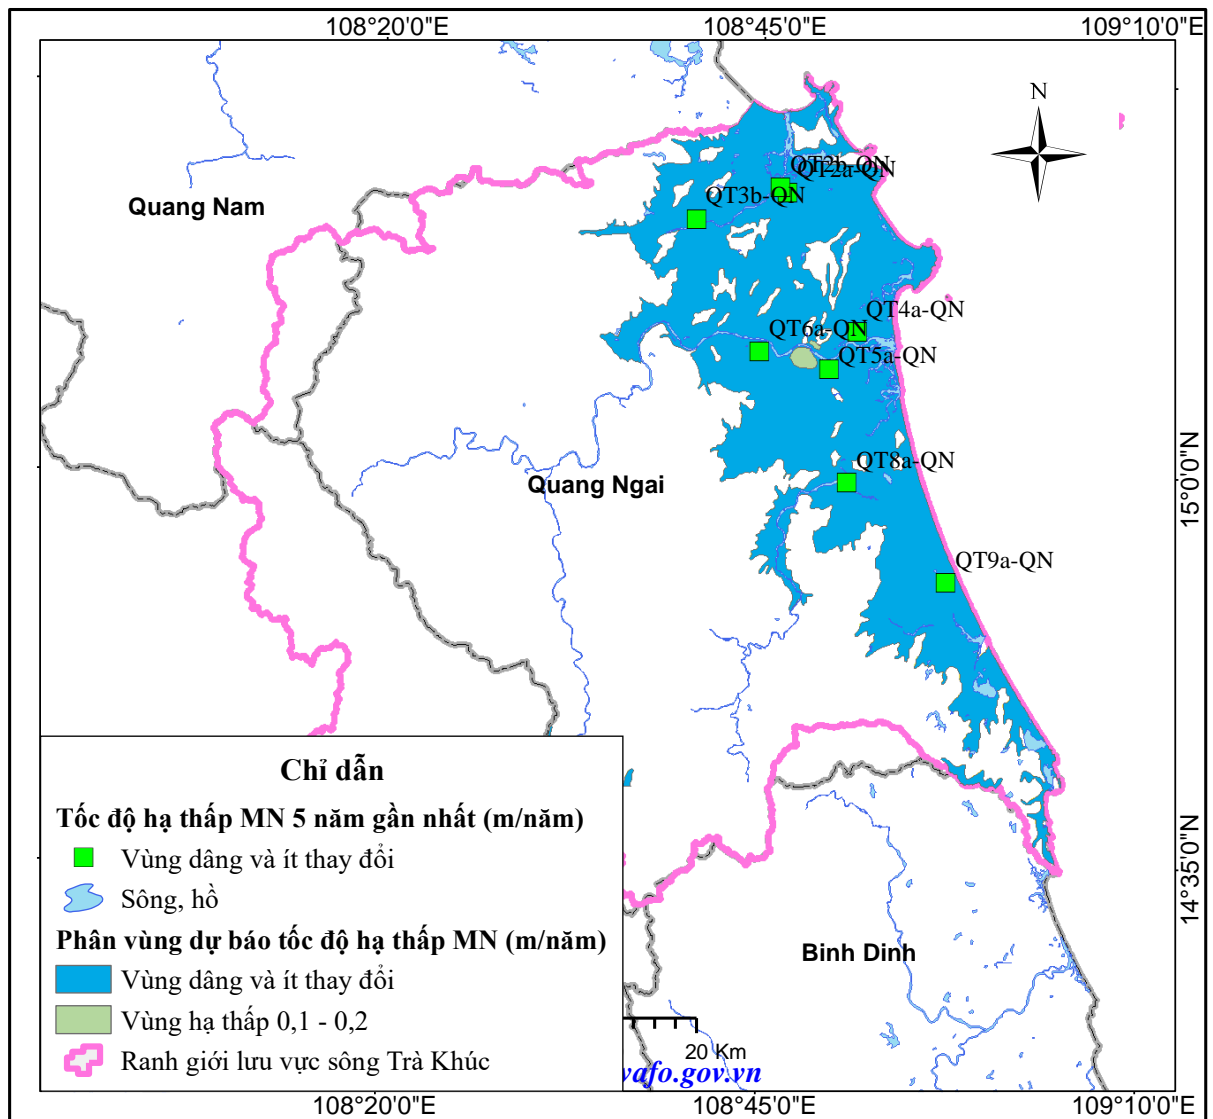 108°20'0"E
108°45'0"E
109°10'0"E
N
Quang Nam
QT2b-QN
QT2a-QN
QT3b-QN
QT4a-QN
QT6a-QN
QT5a-QN
QT8a-QN
Quang Ngai
15°0'0"N
QT9a-QN
Chỉ dẫn
Tốc độ hạ thấp MN 5 năm gần nhất (m/năm)
Vùng dâng và ít thay đổi
Sông, hồ
Phân vùng dự báo tốc độ hạ thấp MN (m/năm)
Vùng dâng và ít thay đổi
Vùng hạ thấp 0,1 - 0,2
Ranh giới lưu vực sông Trà Khúc
14°35'0"N
Binh Dinh
20 Km
vafo.gov.vn
108°20'0"E
108°45'0"E
109°10'0"E